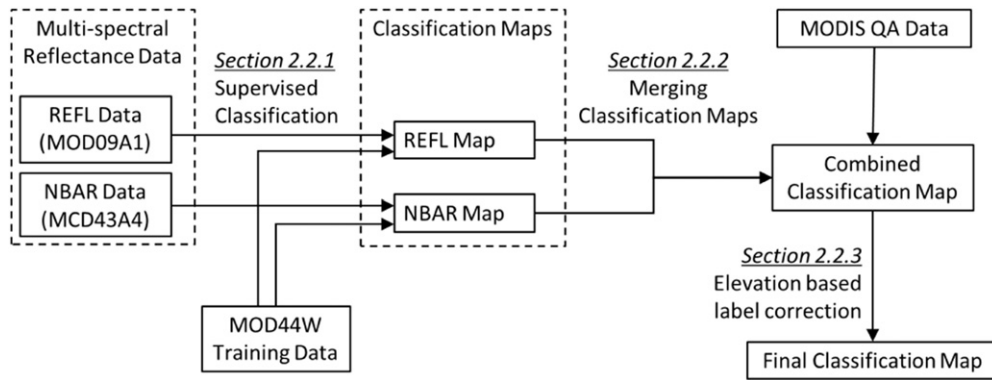 Multi-spectral
Reflectance Data
REFL Data
(MOD09A1)
NBAR Data
(MCD43A4)
Section 2.2.1
Supervised
Classification
MOD44W
Training Data
Classification Maps
REFL Map
NBAR Map
Section 2.2.2
Merging
Classification Maps
MODIS QA Data
Combined
Classification Map
Section 2.2.3
Elevation based
label correction
Final Classification Map